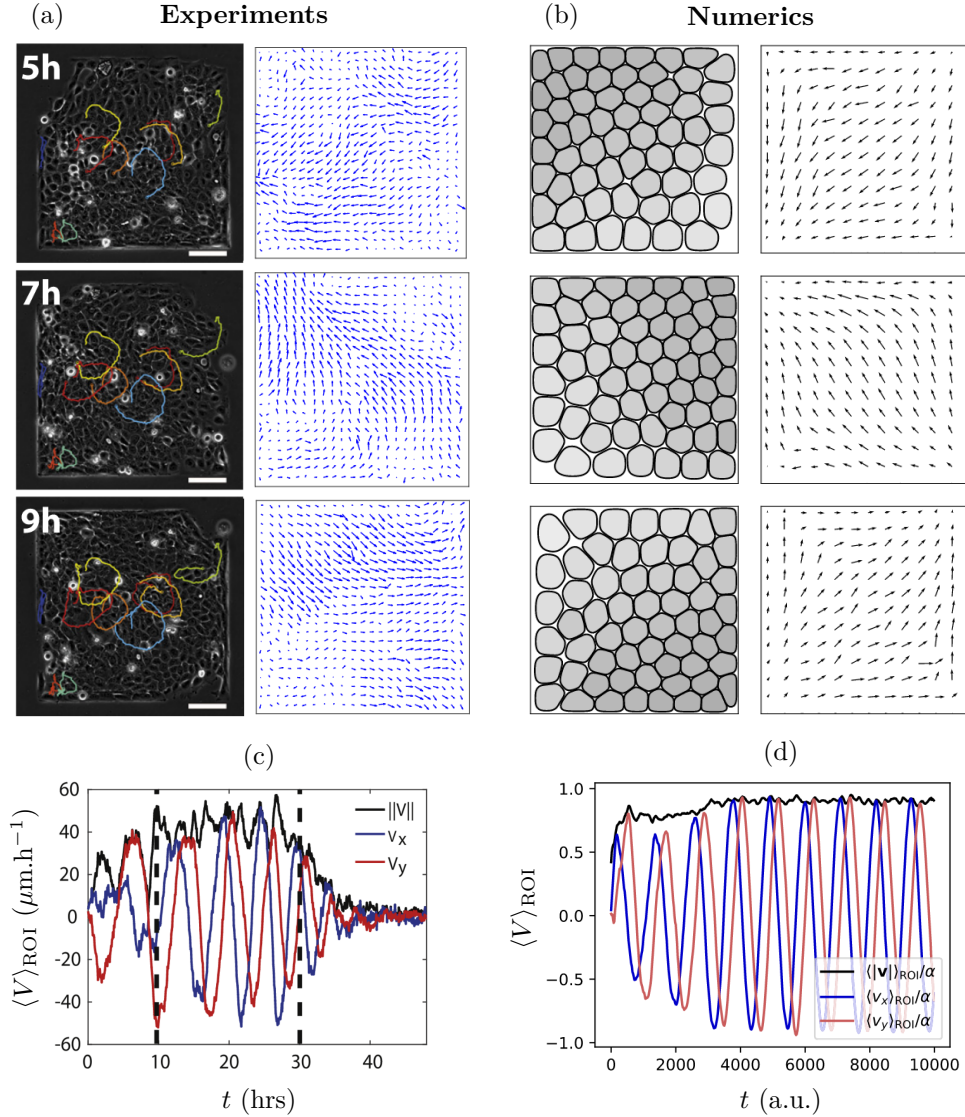 (a) Experiments (b) Numerics
5h
7h
9h
(c) (d)
⟨V⟩ROI (μm.h⁻¹)
60
40
20
0
-20
-40
-60
0 10 20 30 40
t (hrs)
||V||
Vx
Vy
⟨V⟩ROI
1.0
0.5
0.0
−0.5
−1.0
0 2000 4000 6000 8000 10000
t (a.u.)
⟨|v|⟩ROI/α
⟨vx⟩ROI/α
⟨vy⟩ROI/α